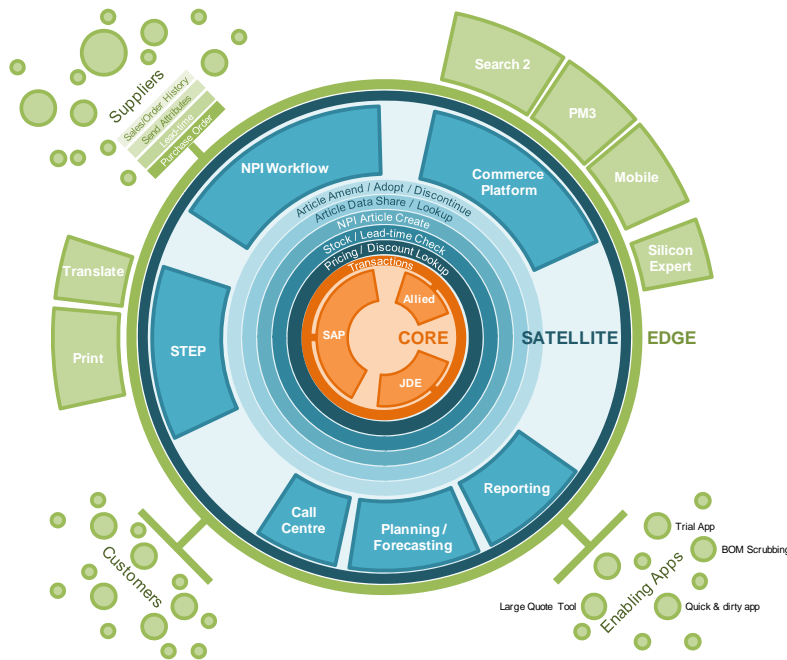 Search 2
PM3
Mobile
Silicon
Expert
Suppliers
Sales/Order History
Send Attributes
Lead-time
Purchase Order
NPI Workflow
Commerce
Platform
Article Amend / Adopt / Discontinue
Article Data Share / Lookup
NPI Article Create
Stock / Lead-time Check
Pricing / Discount Lookup
Transactions
Translate
Print
STEP
SAP
Allied
JDE
CORE
SATELLITE
EDGE
Call
Centre
Planning /
Forecasting
Reporting
Customers
Enabling Apps
Trial App
BOM Scrubbing
Large Quote Tool
Quick & dirty app